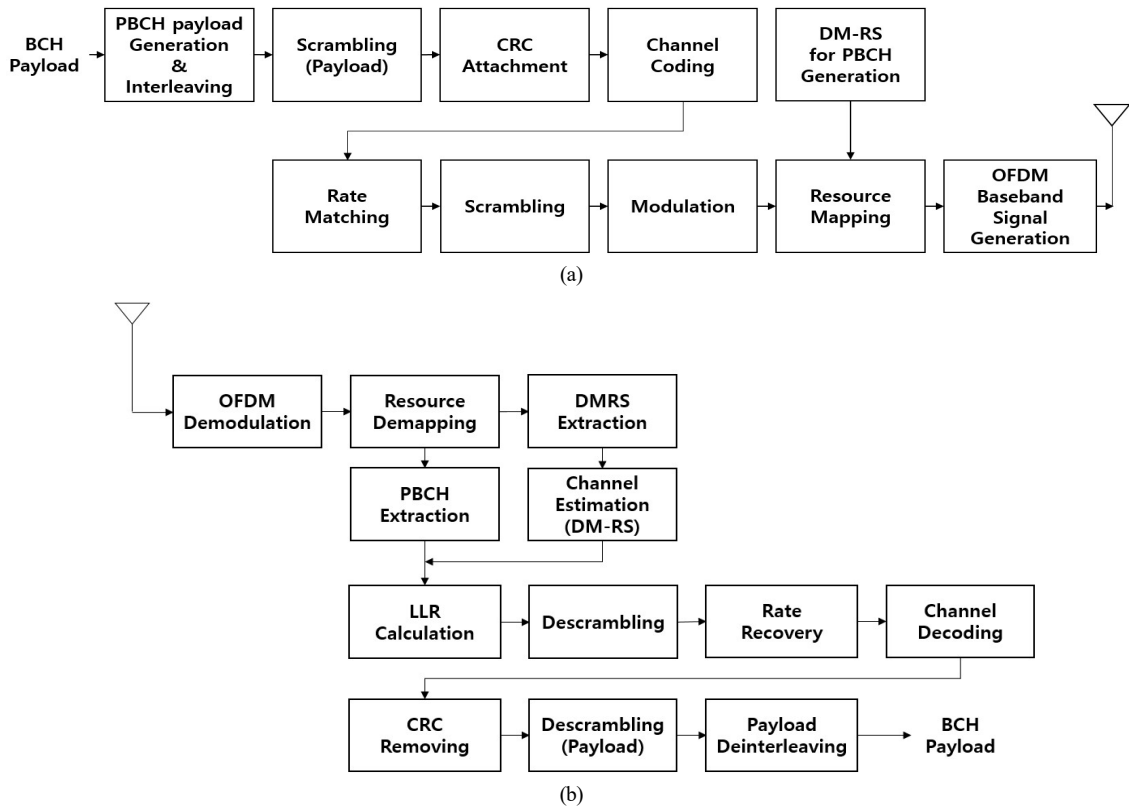 BCH
Payload
PBCH payload
Generation
&
Interleaving
Scrambling
(Payload)
CRC
Attachment
Channel
Coding
DM-RS
for PBCH
Generation
Rate
Matching
Scrambling
Modulation
Resource
Mapping
OFDM
Baseband
Signal
Generation
(a)
OFDM
Demodulation
Resource
Demapping
DMRS
Extraction
PBCH
Extraction
Channel
Estimation
(DM-RS)
LLR
Calculation
Descrambling
Rate
Recovery
Channel
Decoding
CRC
Removing
Descrambling
(Payload)
Payload
Deinterleaving
BCH
Payload
(b)